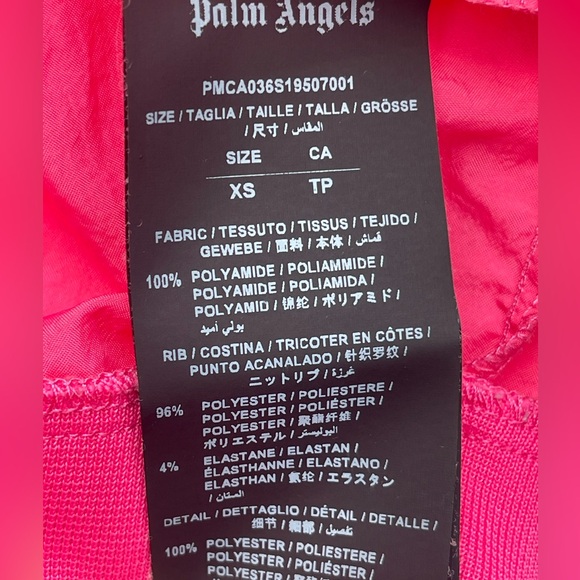 Palm Angels
PMCA036S19507001
SIZE / TAGLIA / TAILLE / TALLA / GRÖSSE
/ 尺寸 / المقاس
SIZE CA
XS TP
FABRIC / TESSUTO / TISSUS / TEJIDO /
GEWEBE / 面料 / 本体 / قماش
100% POLYAMIDE / POLIAMMIDE /
POLYAMIDE / POLIAMIDA /
POLYAMID / 锦纶 / ポリアミド /
بولي أميد
RIB / COSTINA / TRICOTER EN CÔTES /
PUNTO ACANALADO / 针织罗纹 /
ニットリブ / غرزة
96% POLYESTER / POLIESTERE /
POLYESTER / POLIÉSTER /
POLYESTER / 聚酯纤维 /
ポリエステル / البوليستر
4% ELASTANE / ELASTAN /
ÉLASTHANNE / ELASTANO /
ELASTHAN / 氨纶 / エラスタン
/ الستان
DETAIL / DETTAGLIO / DÉTAIL / DETALLE /
细节 / 細部 / تفصيل
100% POLYESTER / POLIESTERE /
POLYESTER / POLIÉSTER /